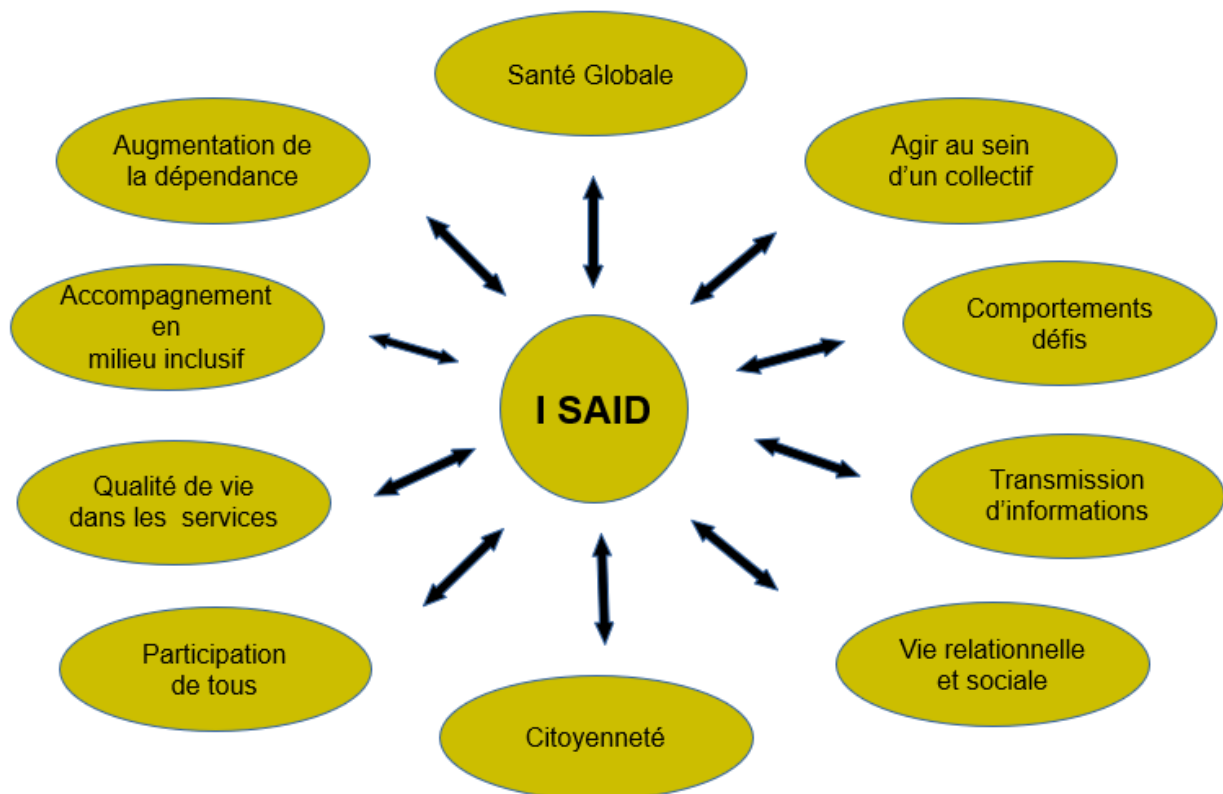 Santé Globale
Augmentation de
la dépendance
Agir au sein
d'un collectif
Accompagnement
en
milieu inclusif
Comportements
défis
I SAID
Qualité de vie
dans les  services
Transmission
d'informations
Participation
de tous
Vie relationnelle
et sociale
Citoyenneté